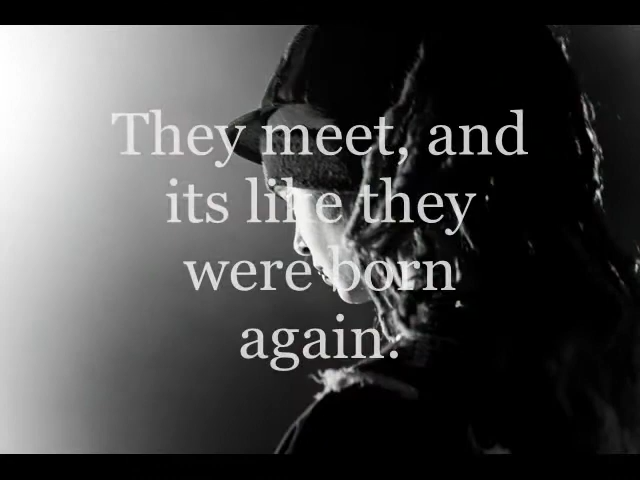 They meet, and
its like they
were born
again.